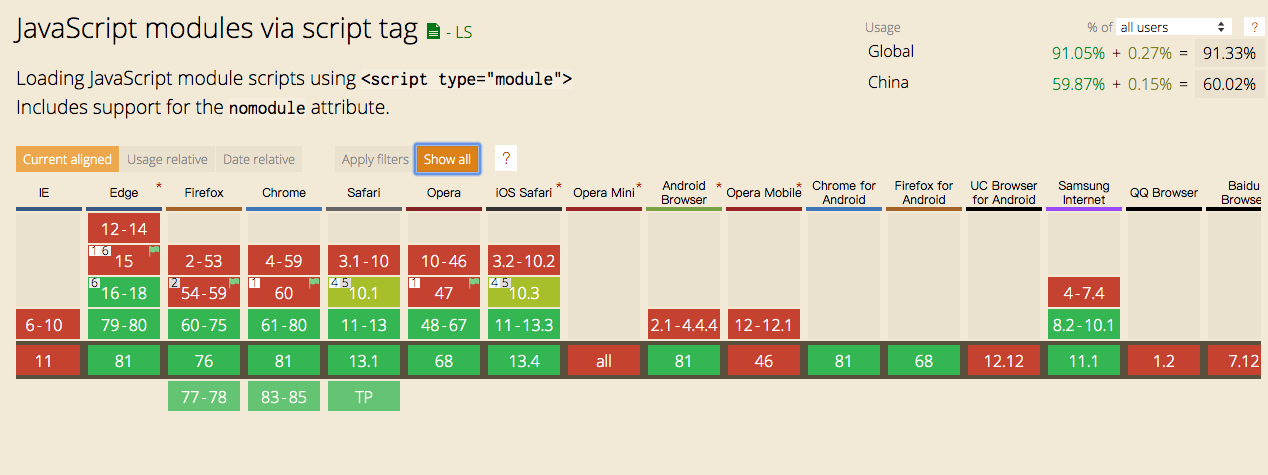 JavaScript modules via script tag - LS
Usage % of all users ?
Global 91.05% + 0.27% = 91.33%
China 59.87% + 0.15% = 60.02%
Loading JavaScript module scripts using <script type="module">
Includes support for the nomodule attribute.
Current aligned Usage relative Date relative Apply filters Show all ?
IE Edge * Firefox Chrome Safari Opera iOS Safari * Opera Mini * Android Browser * Opera Mobile * Chrome for Android Firefox for Android UC Browser for Android Samsung Internet QQ Browser Baidu Browse
12-14
1 6 15 2-53 4-59 3.1-10 10-46 3.2-10.2
6 16-18 2 54-59 1 60 4 5 10.1 1 47 4 5 10.3 4-7.4
6-10 79-80 60-75 61-80 11-13 48-67 11-13.3 2.1-4.4.4 12-12.1 8.2-10.1
11 81 76 81 13.1 68 13.4 all 81 46 81 68 12.12 11.1 1.2 7.12
77-78 83-85 TP